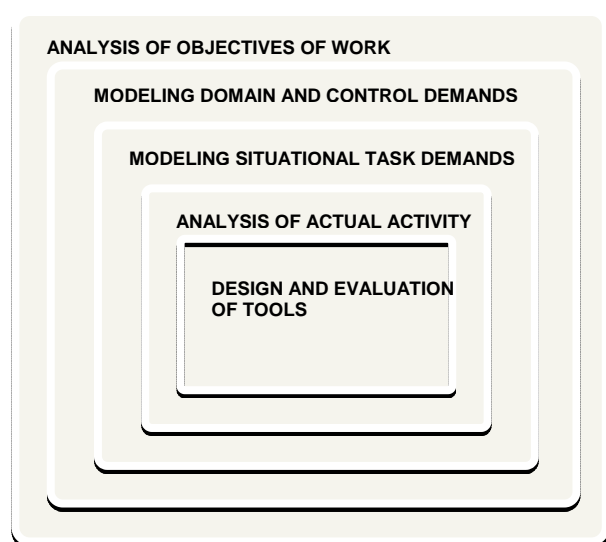 ANALYSIS OF OBJECTIVES OF WORK
MODELING DOMAIN AND CONTROL DEMANDS
MODELING SITUATIONAL TASK DEMANDS
ANALYSIS OF ACTUAL ACTIVITY
DESIGN AND EVALUATION
OF TOOLS